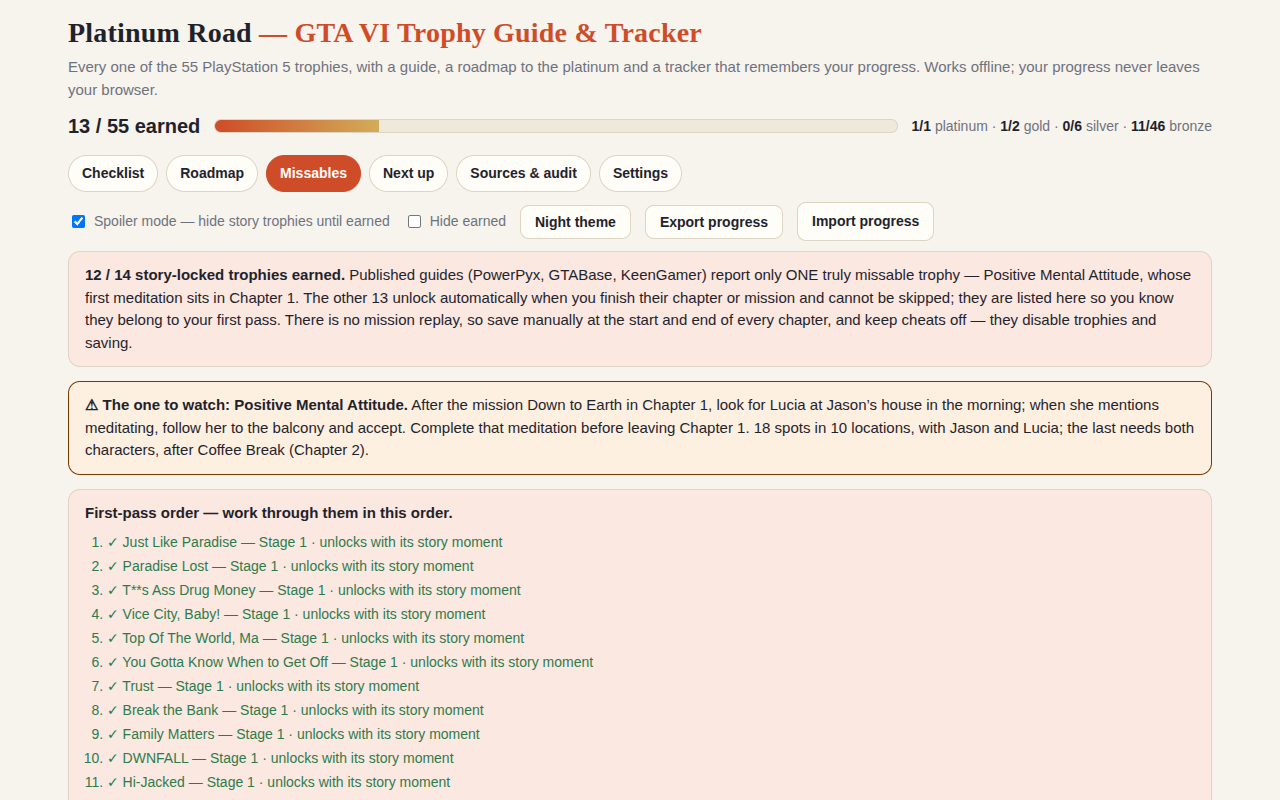 Platinum Road — GTA VI Trophy Guide & Tracker
Every one of the 55 PlayStation 5 trophies, with a guide, a roadmap to the platinum and a tracker that remembers your progress. Works offline; your progress never leaves
your browser.
13 / 55 earned
1/1 platinum · 1/2 gold · 0/6 silver · 11/46 bronze
Checklist Roadmap Missables Next up Sources & audit Settings
Spoiler mode — hide story trophies until earned Hide earned Night theme Export progress Import progress
12 / 14 story-locked trophies earned. Published guides (PowerPyx, GTABase, KeenGamer) report only ONE truly missable trophy — Positive Mental Attitude, whose
first meditation sits in Chapter 1. The other 13 unlock automatically when you finish their chapter or mission and cannot be skipped; they are listed here so you know
they belong to your first pass. There is no mission replay, so save manually at the start and end of every chapter, and keep cheats off — they disable trophies and
saving.
⚠ The one to watch: Positive Mental Attitude. After the mission Down to Earth in Chapter 1, look for Lucia at Jason’s house in the morning; when she mentions
meditating, follow her to the balcony and accept. Complete that meditation before leaving Chapter 1. 18 spots in 10 locations, with Jason and Lucia; the last needs both
characters, after Coffee Break (Chapter 2).
First-pass order — work through them in this order.
1. ✓ Just Like Paradise — Stage 1 · unlocks with its story moment
2. ✓ Paradise Lost — Stage 1 · unlocks with its story moment
3. ✓ T**s Ass Drug Money — Stage 1 · unlocks with its story moment
4. ✓ Vice City, Baby! — Stage 1 · unlocks with its story moment
5. ✓ Top Of The World, Ma — Stage 1 · unlocks with its story moment
6. ✓ You Gotta Know When to Get Off — Stage 1 · unlocks with its story moment
7. ✓ Trust — Stage 1 · unlocks with its story moment
8. ✓ Break the Bank — Stage 1 · unlocks with its story moment
9. ✓ Family Matters — Stage 1 · unlocks with its story moment
10. ✓ DWNFALL — Stage 1 · unlocks with its story moment
11. ✓ Hi-Jacked — Stage 1 · unlocks with its story moment